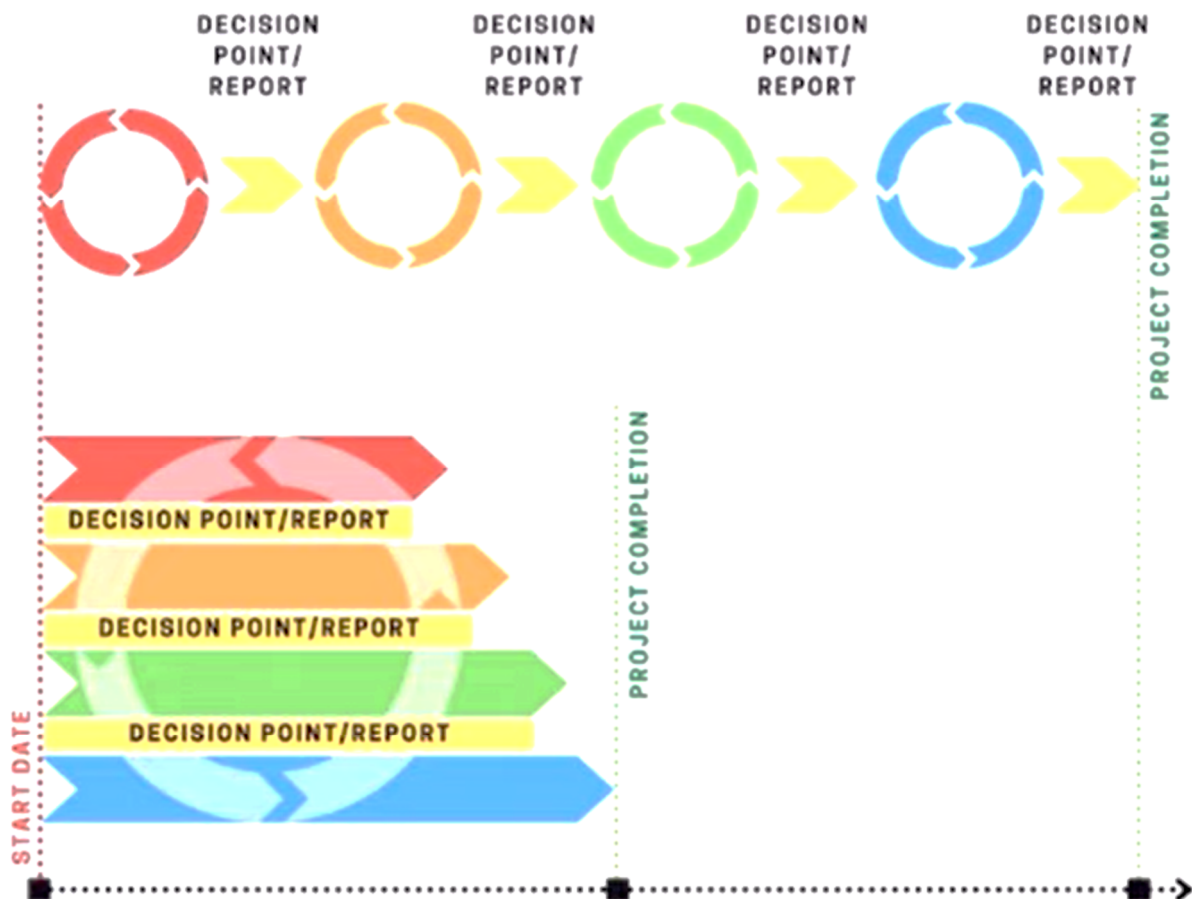 DECISION
POINT/
REPORT
DECISION
POINT/
REPORT
DECISION
POINT/
REPORT
DECISION
POINT/
REPORT
PROJECT COMPLETION
DECISION POINT/REPORT
DECISION POINT/REPORT
DECISION POINT/REPORT
PROJECT COMPLETION
START DATE